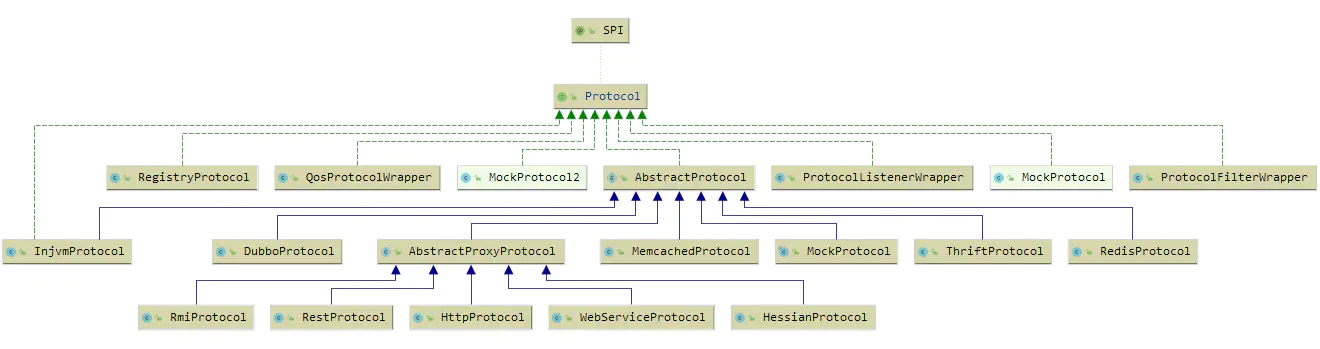 SPI
Protocol
RegistryProtocol QosProtocolWrapper MockProtocol2 AbstractProtocol ProtocolListenerWrapper MockProtocol ProtocolFilterWrapper
InjvmProtocol DubboProtocol AbstractProxyProtocol MemcachedProtocol MockProtocol ThriftProtocol RedisProtocol
RmiProtocol RestProtocol HttpProtocol WebServiceProtocol HessianProtocol